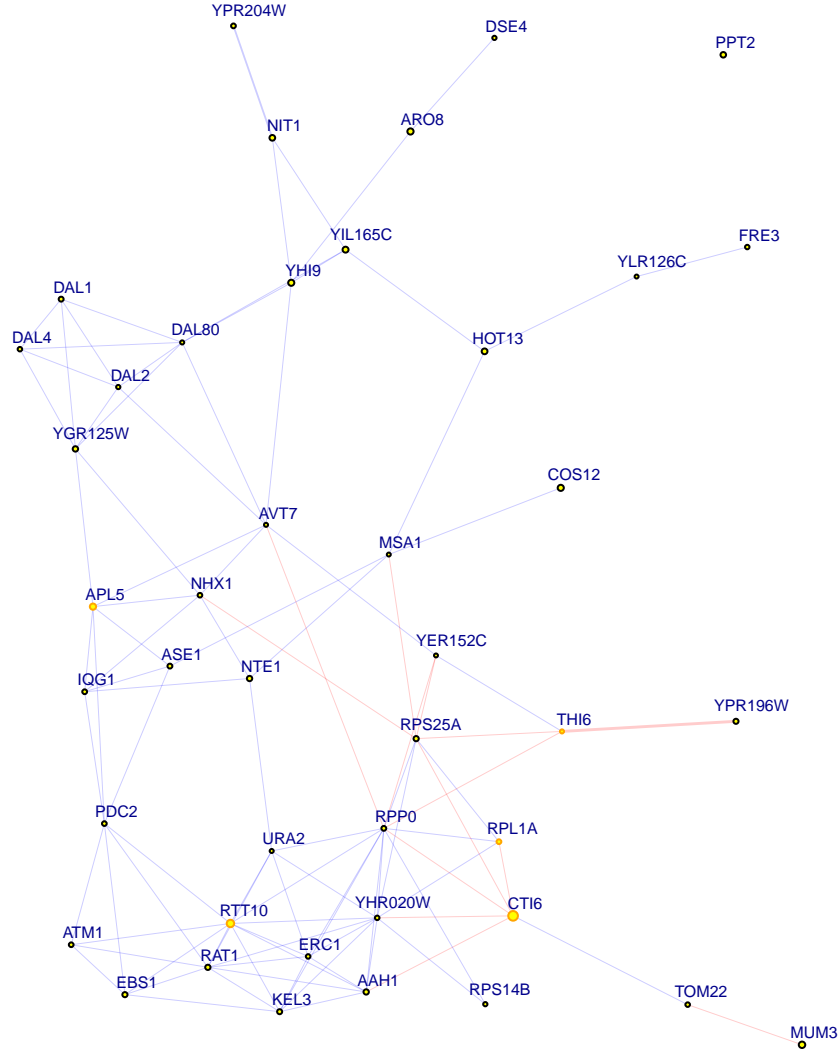 YPR204W
DSE4
PPT2
NIT1
ARO8
YIL165C
FRE3
YHI9
YLR126C
DAL1
DAL80
DAL4
HOT13
DAL2
YGR125W
COS12
AVT7
MSA1
NHX1
APL5
YER152C
ASE1
NTE1
IQG1
YPR196W
THI6
RPS25A
PDC2
RPP0
RPL1A
URA2
YHR020W
CTI6
RTT10
ATM1
ERC1
RAT1
EBS1
AAH1
RPS14B
TOM22
KEL3
MUM3